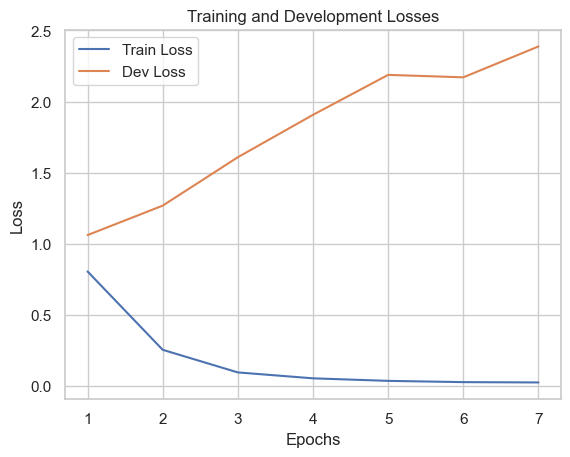 Training and Development Losses
Train Loss
Dev Loss
2.5
2.0
1.5
1.0
0.5
0.0
Loss
1 2 3 4 5 6 7
Epochs